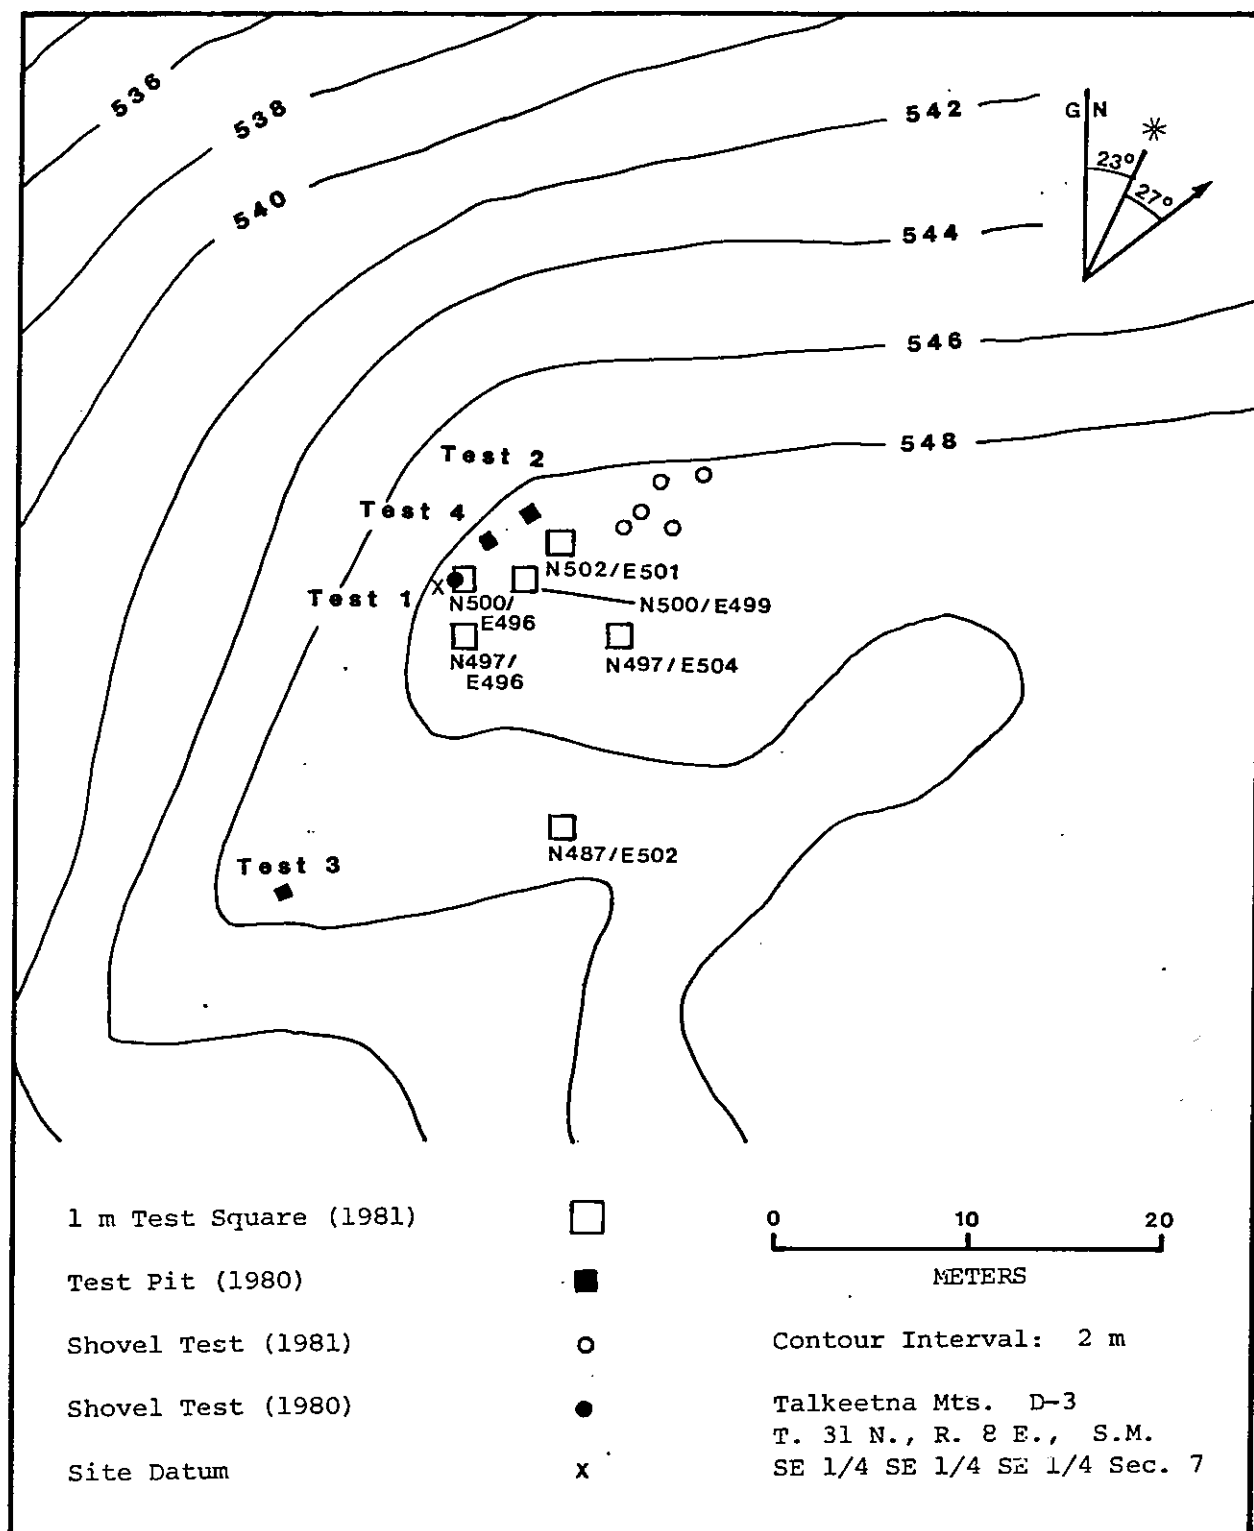 536
538
540
542
G N
23°
27°
544
546
548
Test 2
Test 4
N502/E501
Test 1
N500/
E496
N500/E499
N497/
E496
N497/E504
Test 3
N487/E502
1 m Test Square (1981)
Test Pit (1980)
Shovel Test (1981)
Shovel Test (1980)
Site Datum
X
X
0 10 20
METERS
Contour Interval: 2 m
Talkeetna Mts. D-3
T. 31 N., R. 8 E., S.M.
SE 1/4 SE 1/4 SE 1/4 Sec. 7